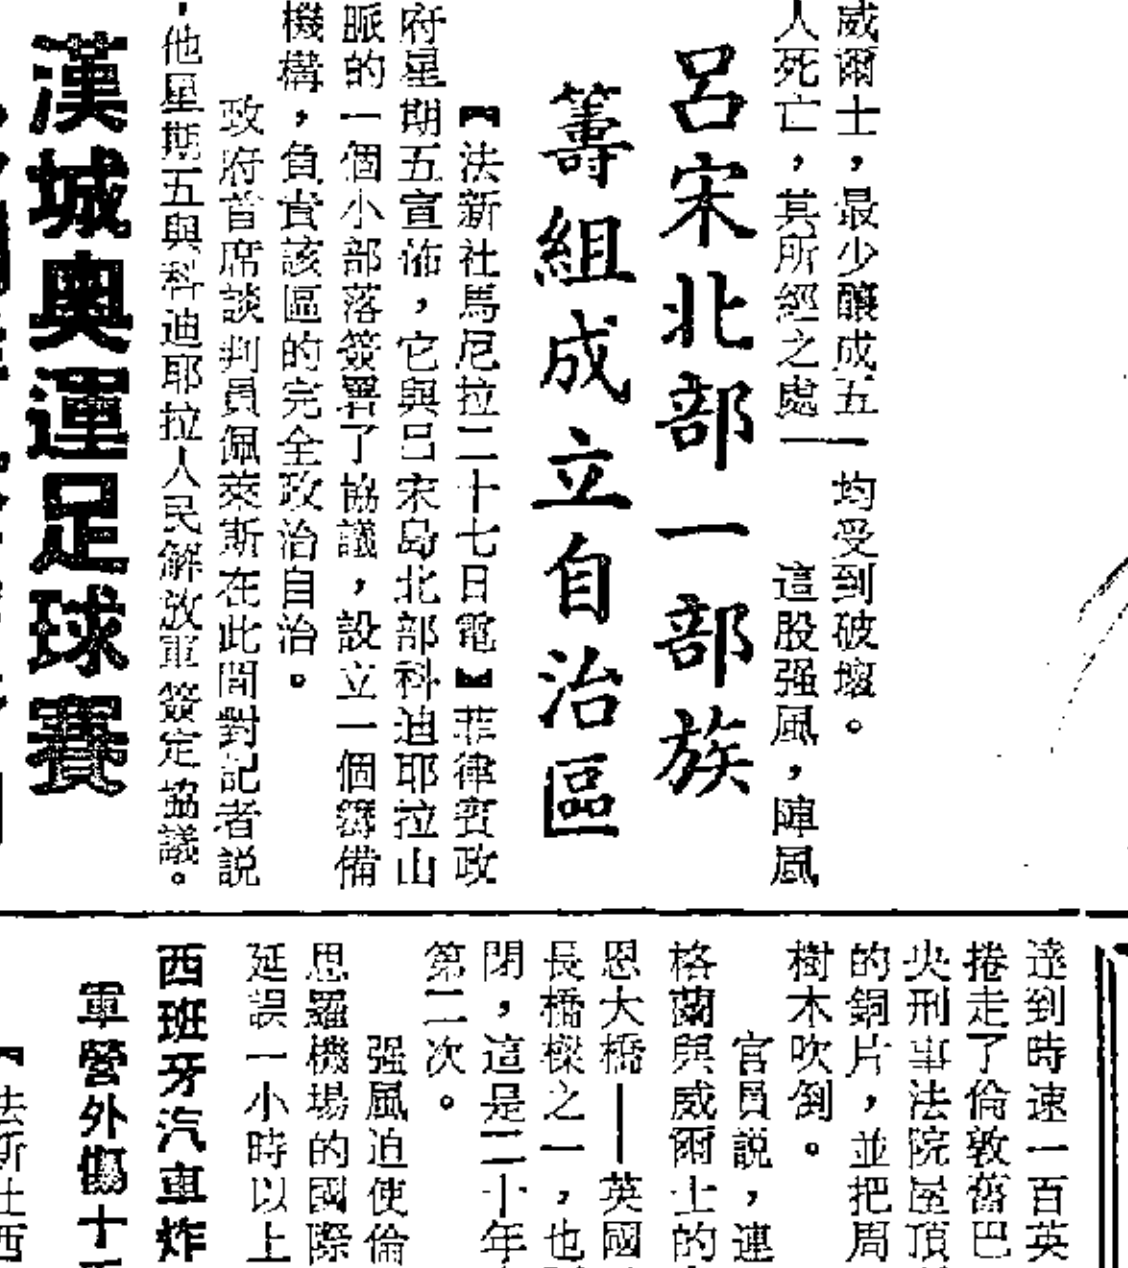 威爾士，最少釀成五
人死亡，其所經之處
均受到破壞。
這股强風，陣風
呂宋北部一部族
籌組成立自治區
【法新社馬尼拉二十七日電】菲律賓政
府星期五宣佈，它與呂宋島北部科迪耶拉山
脈的一個小部落簽署了協議，設立一個籌備
機構，負責該區的完全政治自治。
政府首席談判員佩萊斯在此間對記者説
，他星期五與科迪耶拉人民解放軍簽定協議。
漢城奥運足球賽
達到時速一百英
捲走了倫敦舊巴
央刑事法院屋頂
的銅片，並把周
樹木吹倒。
官員説，連
格蘭與威爾士的
恩大橋——英國
長橋樑之一，也
閉，這是二十年
第二次。
强風迫使倫
思羅機場的國際
延誤一小時以上
西班牙汽車炸
軍營外傷十
【法新社西